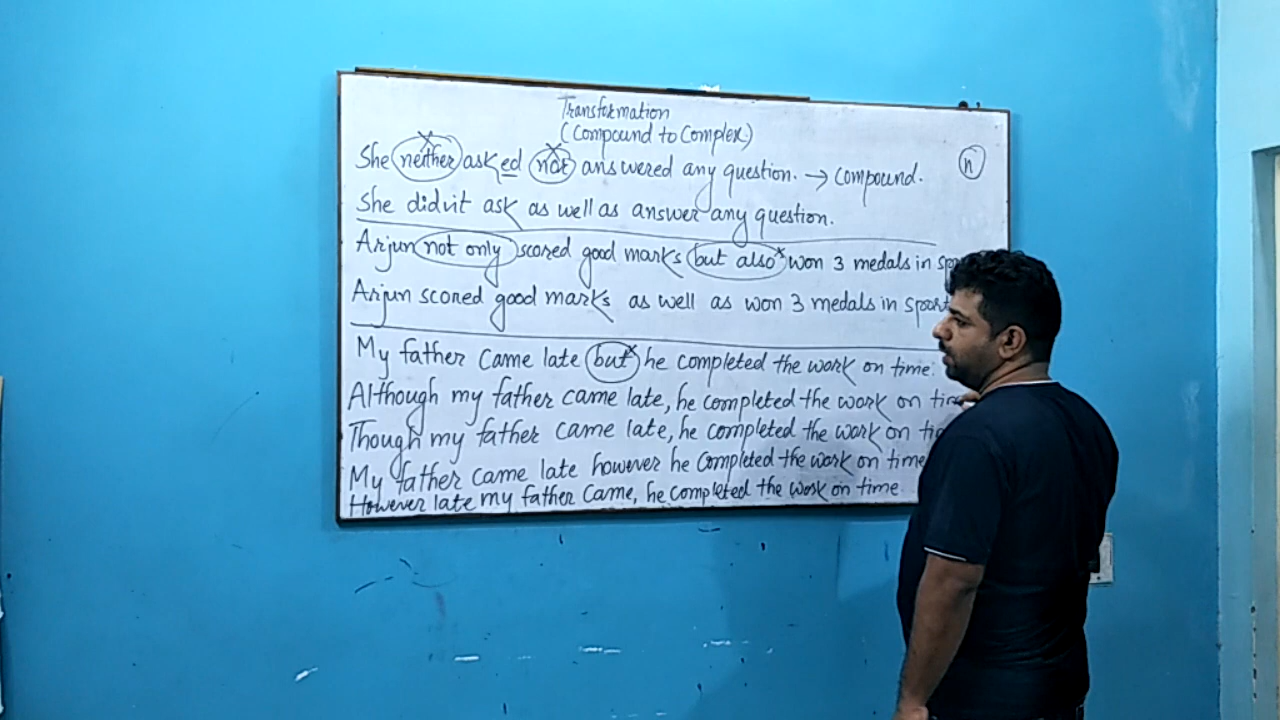 Transformation
(Compound to Complex)
She neither asked nor answered any question. → compound.
n
She didn't ask as well as answer any question.
Arjun not only scored good marks but also won 3 medals in
Arjun scored good marks as well as won 3 medals in
My father came late but he completed the work on time.
Although my father came late, he completed the work on
Though my father came late, he completed the work on
My father came late however he completed the work on time
However late my father came, he completed the work on time